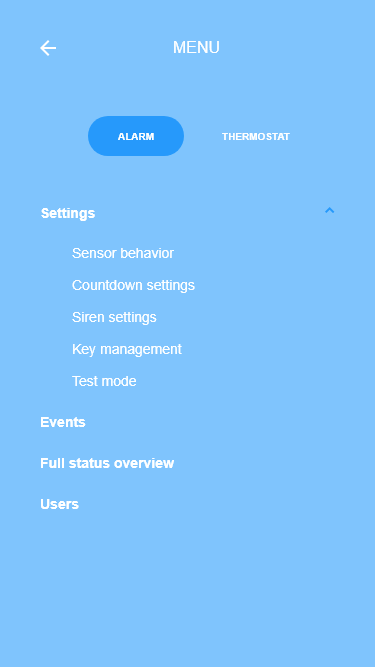 MENU
ALARM THERMOSTAT
Settings
Sensor behavior
Countdown settings
Siren settings
Key management
Test mode
Events
Full status overview
Users